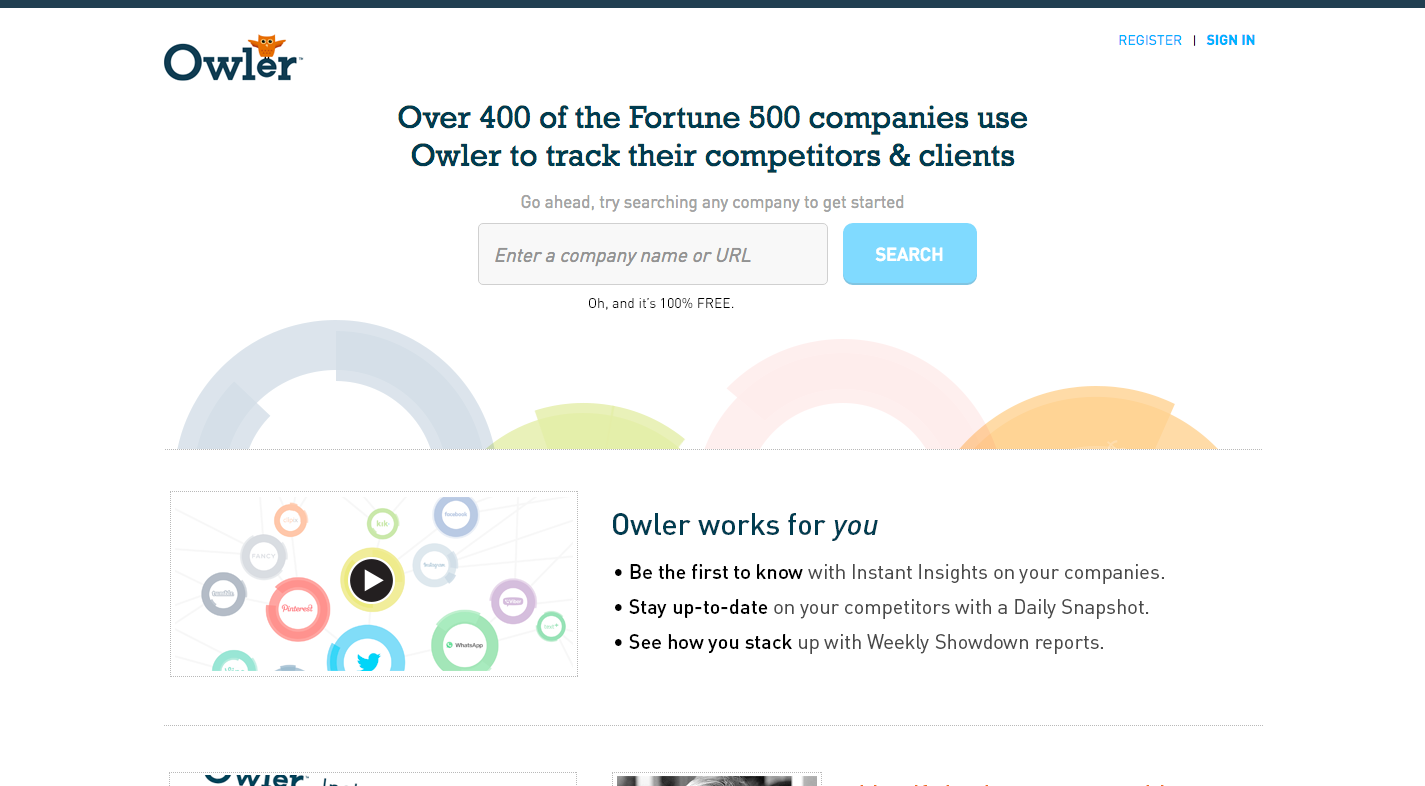 Owler™
REGISTER | SIGN IN
Over 400 of the Fortune 500 companies use
Owler to track their competitors & clients
Go ahead, try searching any company to get started
Enter a company name or URL
SEARCH
Oh, and it's 100% FREE.
facebook
kik
FANCY
Instagram
Pinterest
Viber
WhatsApp
Owler works for you
• Be the first to know with Instant Insights on your companies.
• Stay up-to-date on your competitors with a Daily Snapshot.
• See how you stack up with Weekly Showdown reports.
Owler